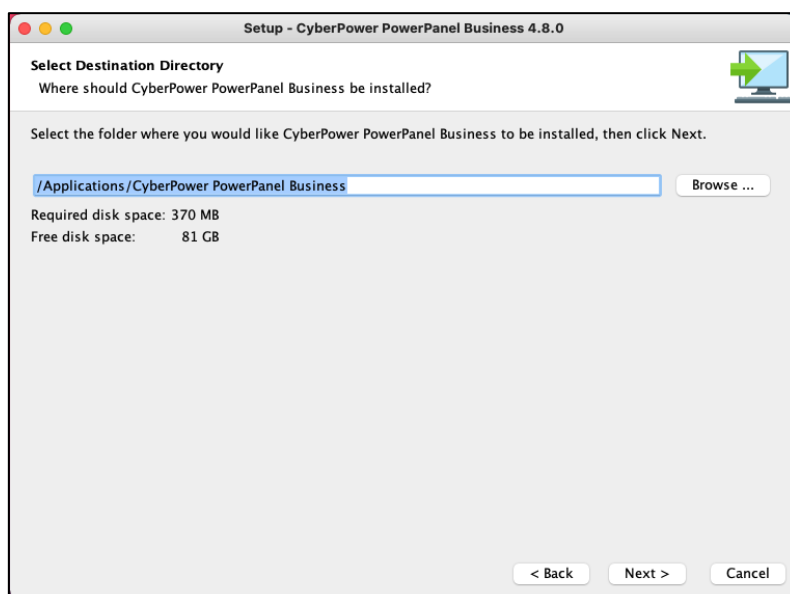 Setup - CyberPower PowerPanel Business 4.8.0
Select Destination Directory
Where should CyberPower PowerPanel Business be installed?
Select the folder where you would like CyberPower PowerPanel Business to be installed, then click Next.
/Applications/CyberPower PowerPanel Business
Browse ...
Required disk space: 370 MB
Free disk space: 81 GB
< Back Next > Cancel